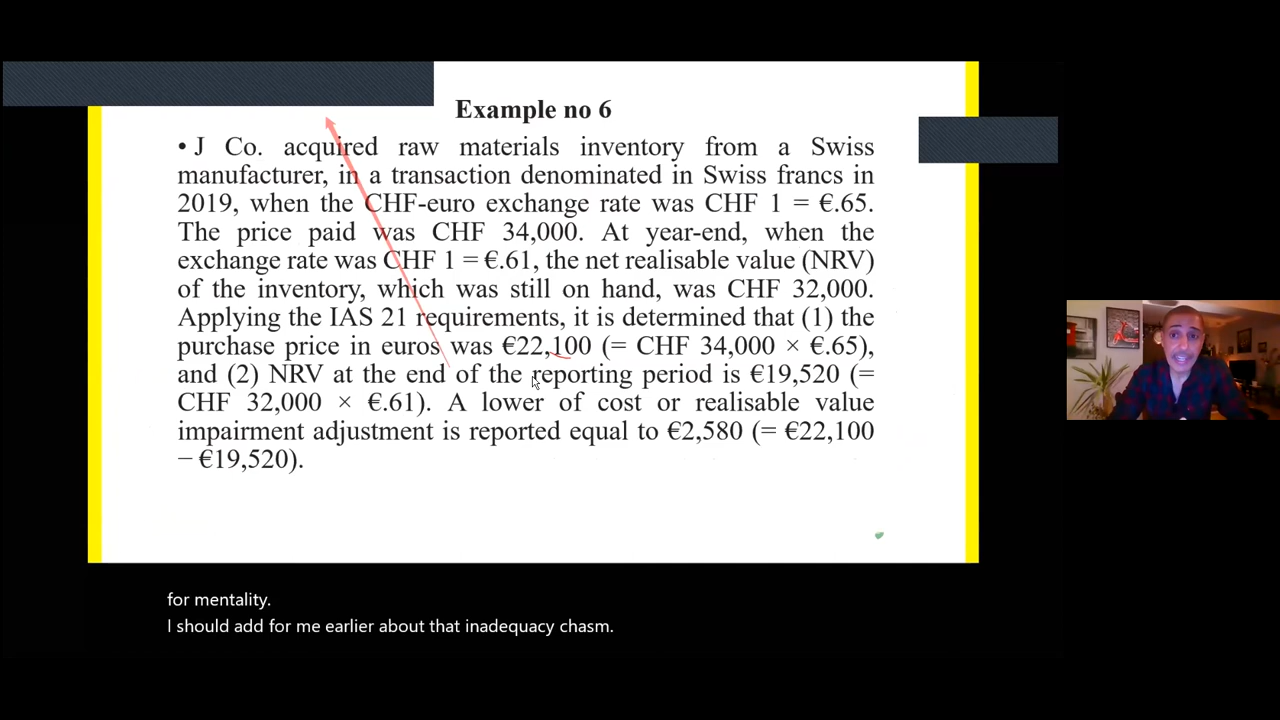 Example no 6
• J Co. acquired raw materials inventory from a Swiss
manufacturer, in a transaction denominated in Swiss francs in
2019, when the CHF-euro exchange rate was CHF 1 = €.65.
The price paid was CHF 34,000. At year-end, when the
exchange rate was CHF 1 = €.61, the net realisable value (NRV)
of the inventory, which was still on hand, was CHF 32,000.
Applying the IAS 21 requirements, it is determined that (1) the
purchase price in euros was €22,100 (= CHF 34,000 × €.65),
and (2) NRV at the end of the reporting period is €19,520 (=
CHF 32,000 × €.61). A lower of cost or realisable value
impairment adjustment is reported equal to €2,580 (= €22,100
− €19,520).
for mentality.
I should add for me earlier about that inadequacy chasm.